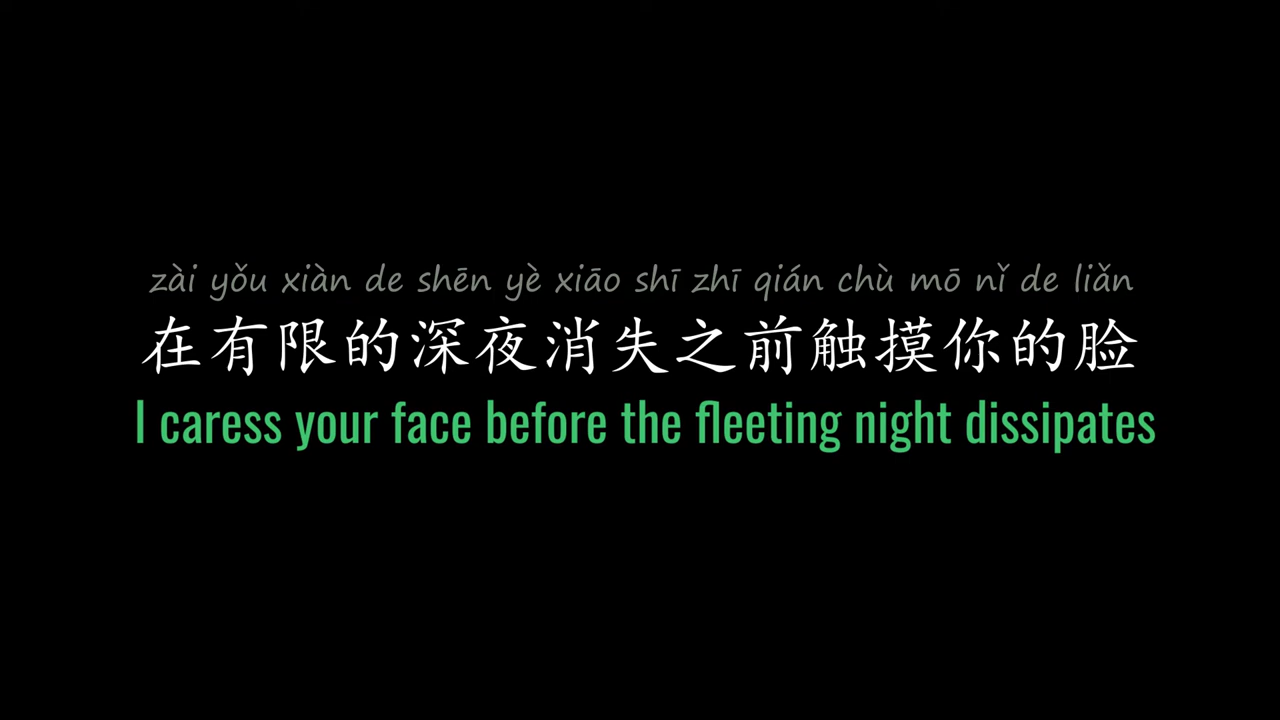 zài yǒu xiàn de shēn yè xiāo shī zhī qián chù mō nǐ de liǎn
在有限的深夜消失之前触摸你的脸
I caress your face before the fleeting night dissipates